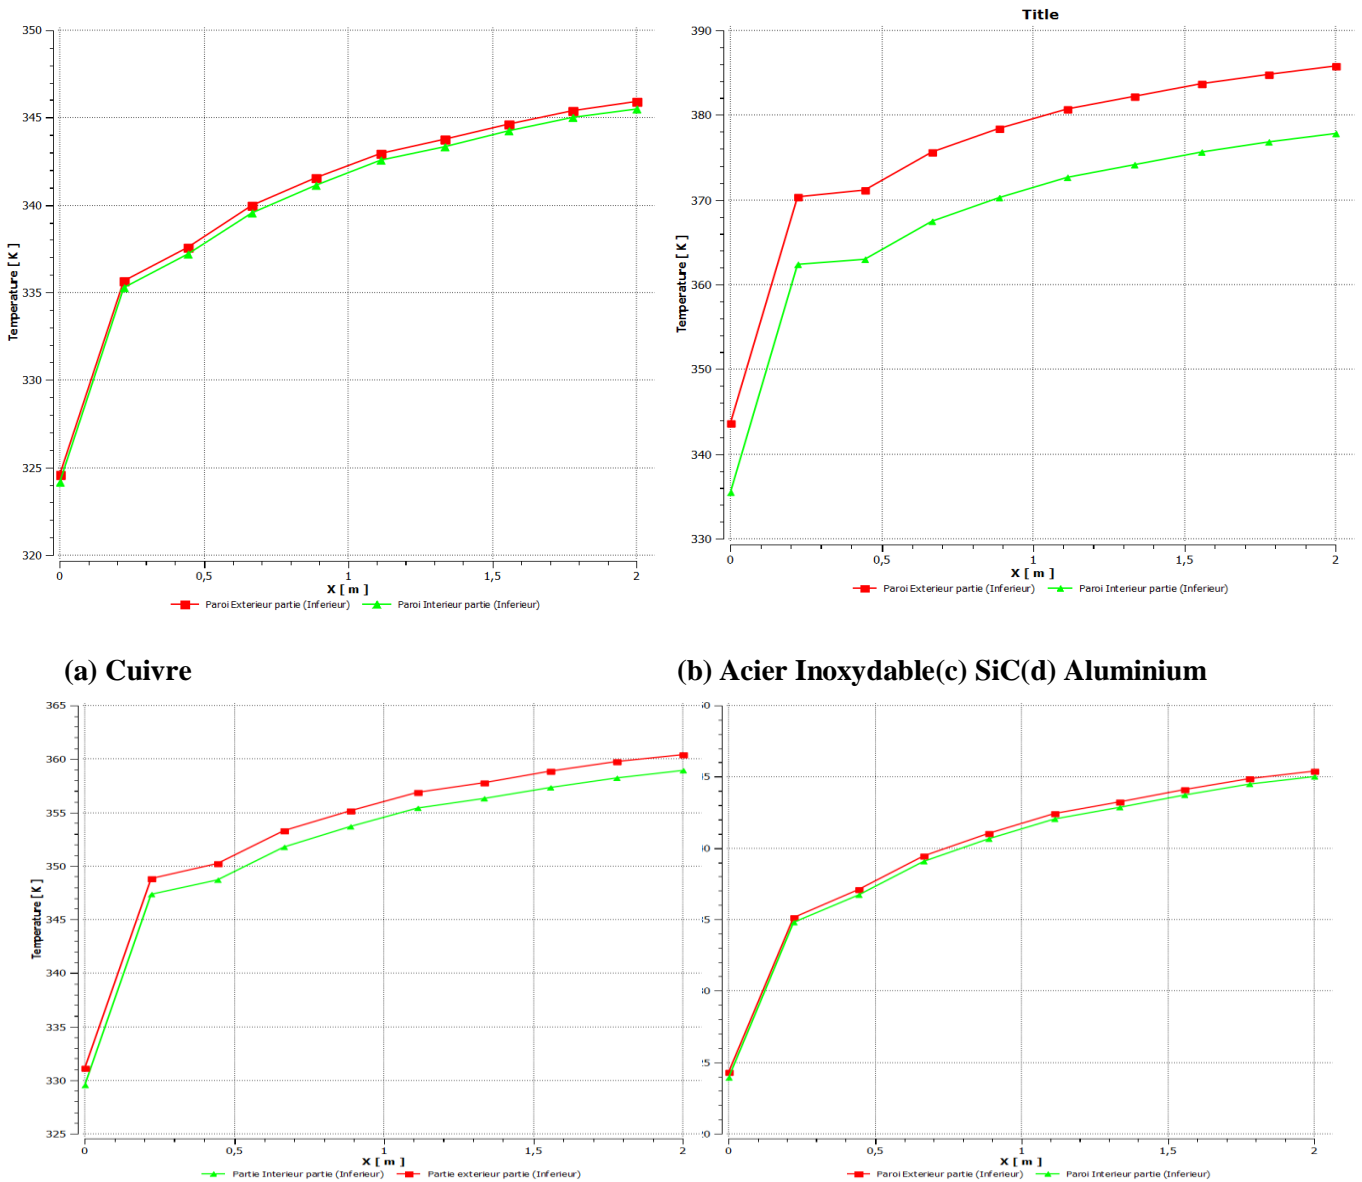 Title
350
345
340
335
330
325
320
Temperature [ K ]
0 0,5 1 1,5 2
X [ m ]
Paroi Exterieur partie (Inferieur) Paroi Interieur partie (Inferieur)
390
380
370
360
350
340
330
Temperature [ K ]
0 0,5 1 1,5 2
X [ m ]
Paroi Exterieur partie (Inferieur) Paroi Interieur partie (Inferieur)
(a) Cuivre (b) Acier Inoxydable(c) SiC(d) Aluminium
365
360
355
350
345
340
335
330
325
Temperature [ K ]
0 0,5 1 1,5 2
X [ m ]
Partie Interieur partie (Inferieur) Partie exterieur partie (Inferieur)
0 0,5 1 1,5 2
X [ m ]
Paroi Exterieur partie (Inferieur) Paroi Interieur partie (Inferieur)